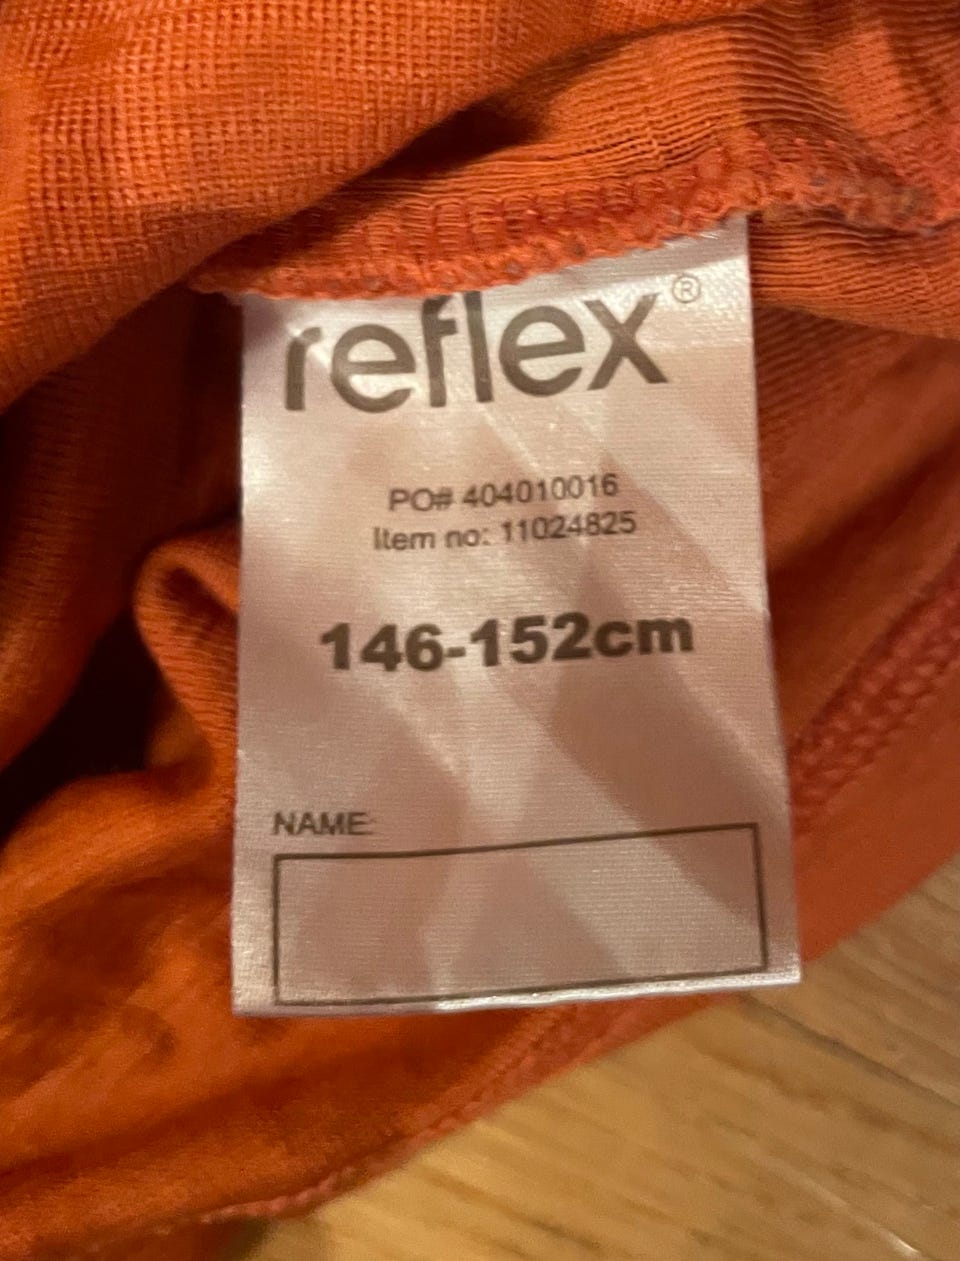 reflex®
PO# 404010016
Item no: 11024825
146-152cm
NAME: